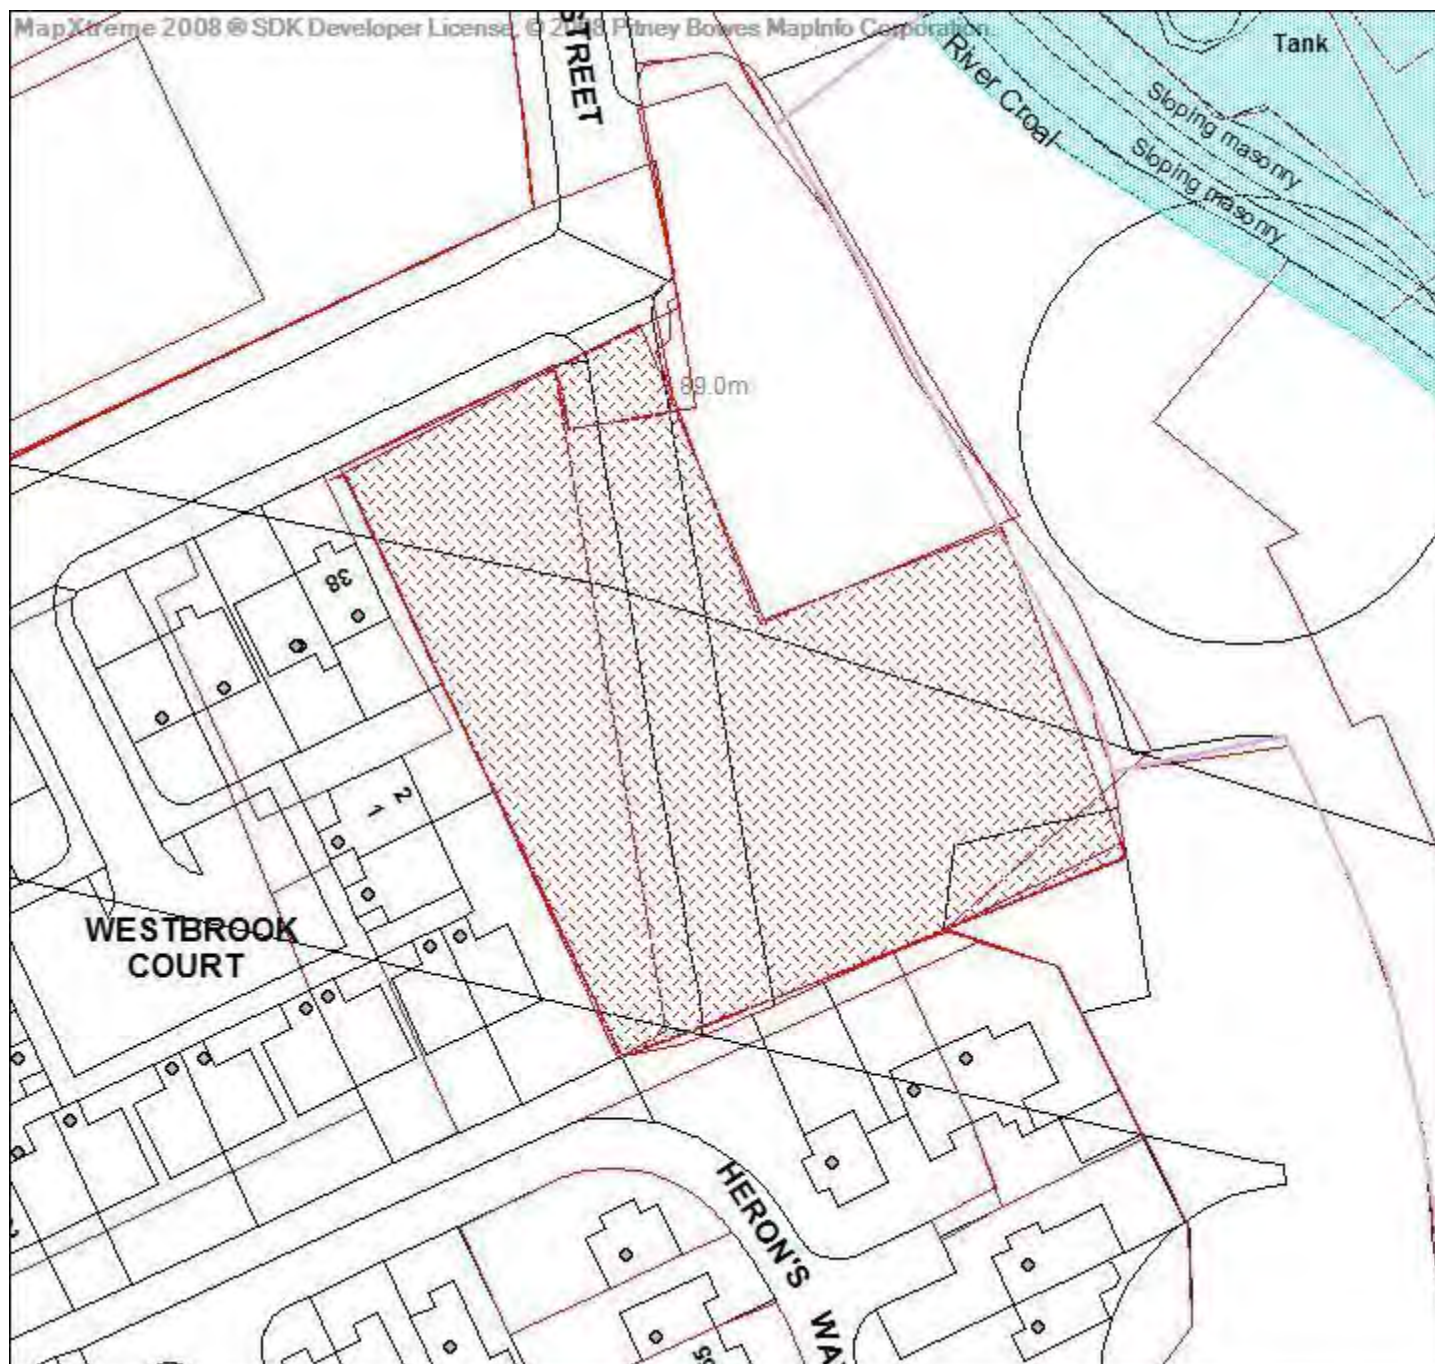 MapXtreme 2008 ® SDK Developer License. © 2008 Pitney Bowes MapInfo Corporation.
STREET
Tank
River Croal
Sloping masonry
Sloping masonry
89.0m
38
2
1
WESTBROOK
COURT
HERON'S WAY